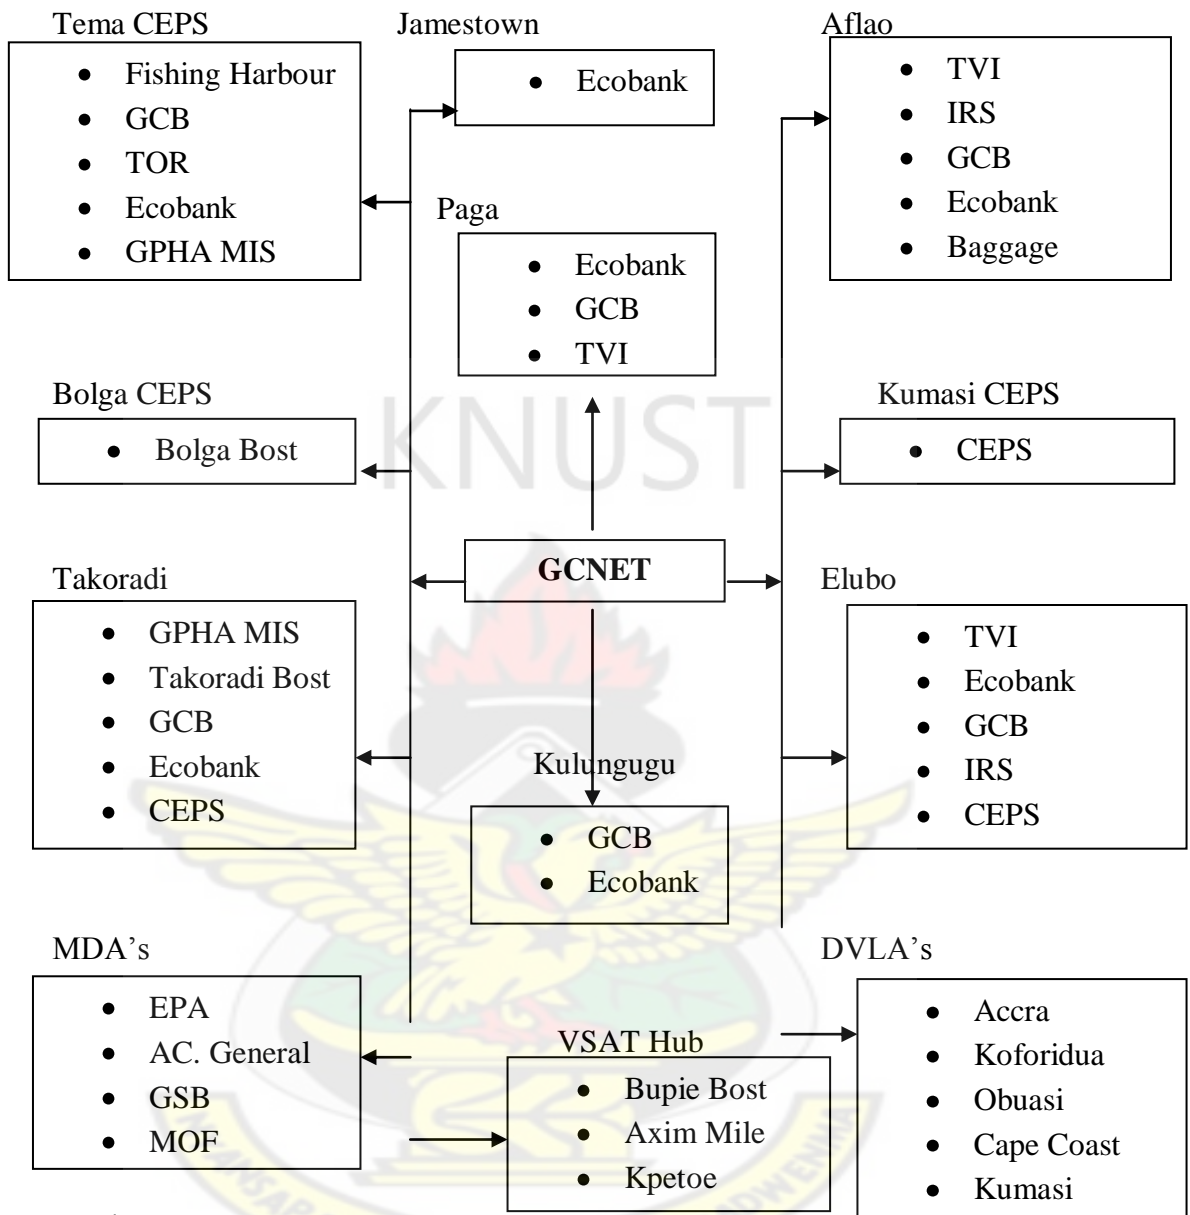 Tema CEPS
• Fishing Harbour
• GCB
• TOR
• Ecobank
• GPHA MIS
Jamestown
• Ecobank
Aflao
• TVI
• IRS
• GCB
• Ecobank
• Baggage
Paga
• Ecobank
• GCB
• TVI
Bolga CEPS
• Bolga Bost
KNUST
Kumasi CEPS
• CEPS
GCNET
Takoradi
• GPHA MIS
• Takoradi Bost
• GCB
• Ecobank
• CEPS
Elubo
• TVI
• Ecobank
• GCB
• IRS
• CEPS
Kulungugu
• GCB
• Ecobank
MDA’s
• EPA
• AC. General
• GSB
• MOF
VSAT Hub
• Bupie Bost
• Axim Mile
• Kpetoe
DVLA’s
• Accra
• Koforidua
• Obuasi
• Cape Coast
• Kumasi